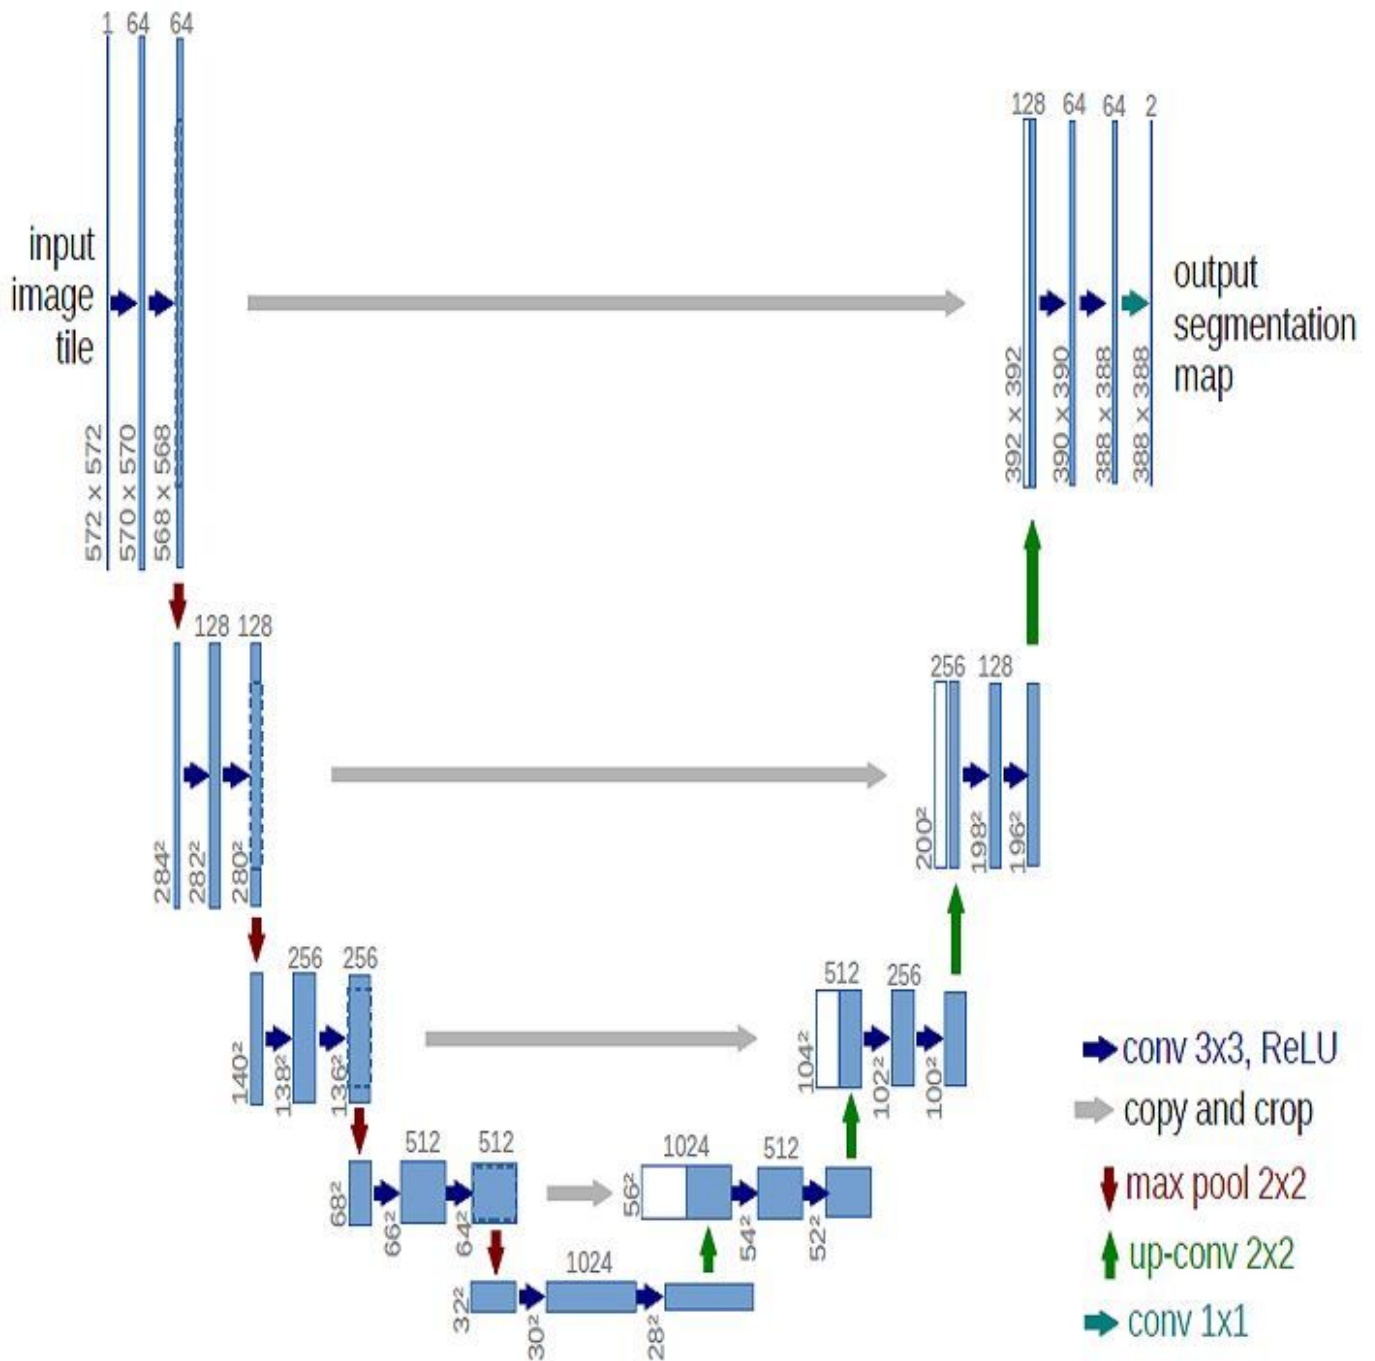 1 64 64
input
image
tile
572 x 572
570 x 570
568 x 568
128 64 64 2
output
segmentation
map
392 x 392
390 x 390
388 x 388
388 x 388
128 128
284²
282²
280²
256 128
200²
198²
196²
256 256
140²
138²
136²
512 256
104²
102²
100²
512 512
68²
66²
64²
1024 512
56²
54²
52²
1024
32²
30²
28²
conv 3x3, ReLU
copy and crop
max pool 2x2
up-conv 2x2
conv 1x1